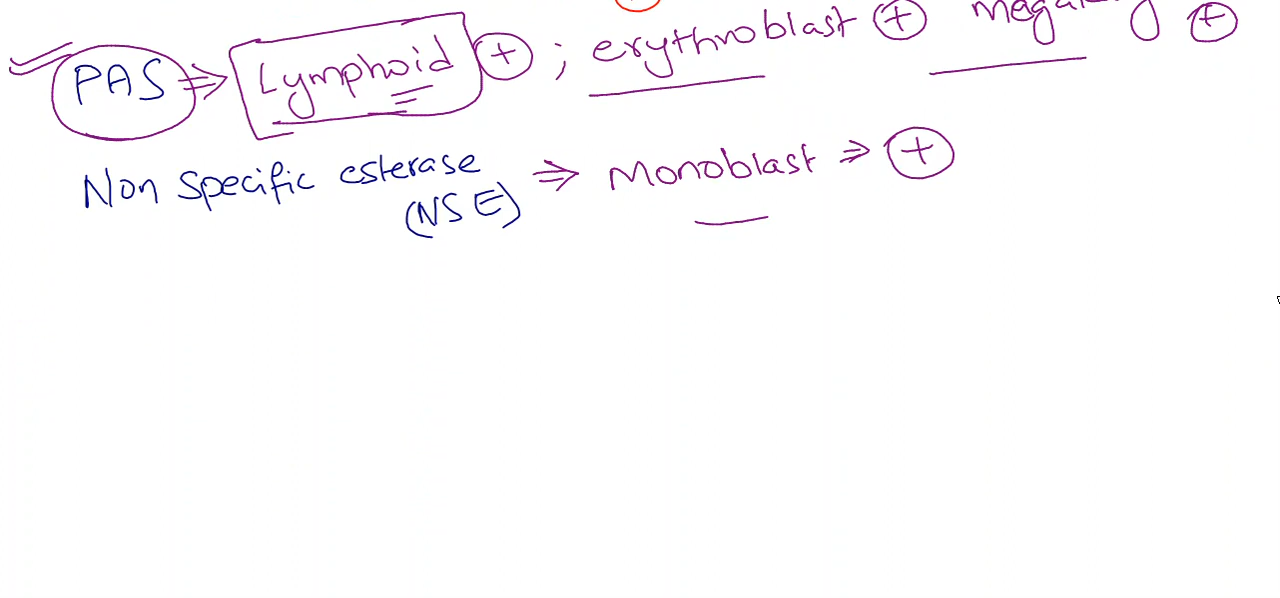 PAS ⇒ Lymphoid (+) ; erythroblast (+) (+)
Non specific esterase ⇒ Monoblast ⇒ (+)
(NSE)